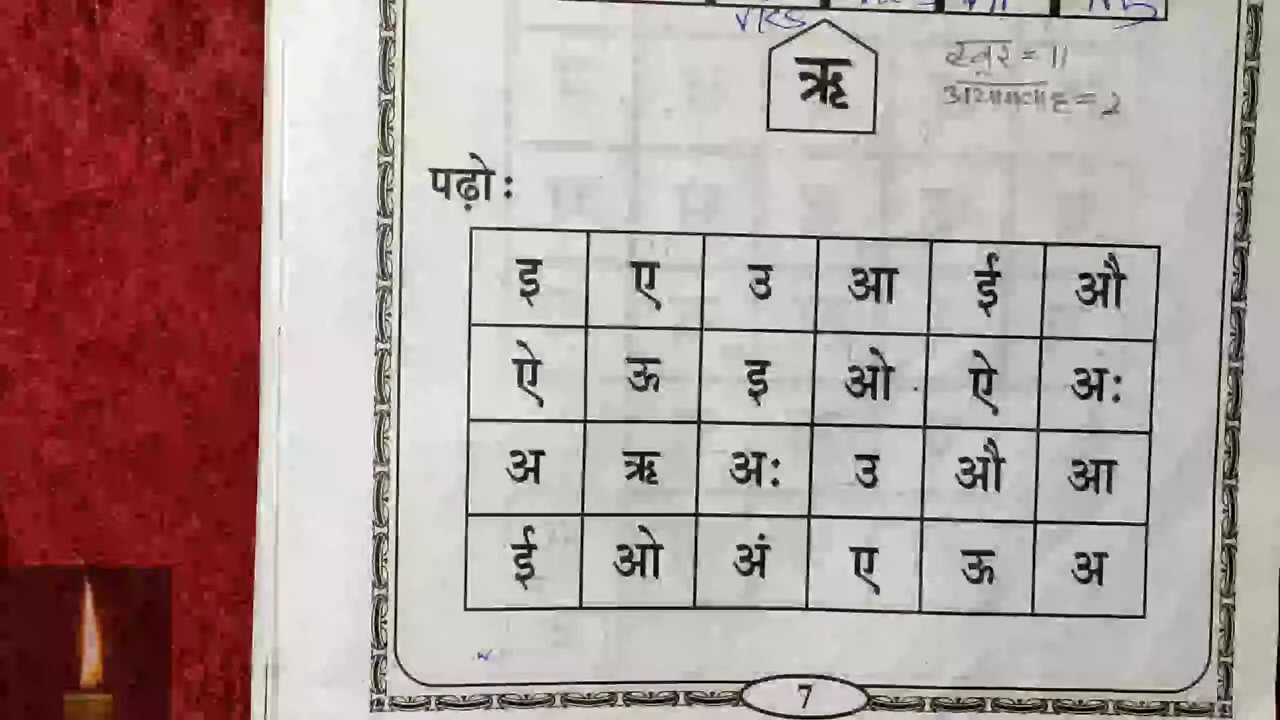 ऋ
स्वर = 11
अयोगवाह = 2
पढ़ो :
इ ए उ आ ई औ
ऐ ऊ इ ओ ऐ अः
अ ऋ अः उ औ आ
ई ओ अं ए ऊ अ
7